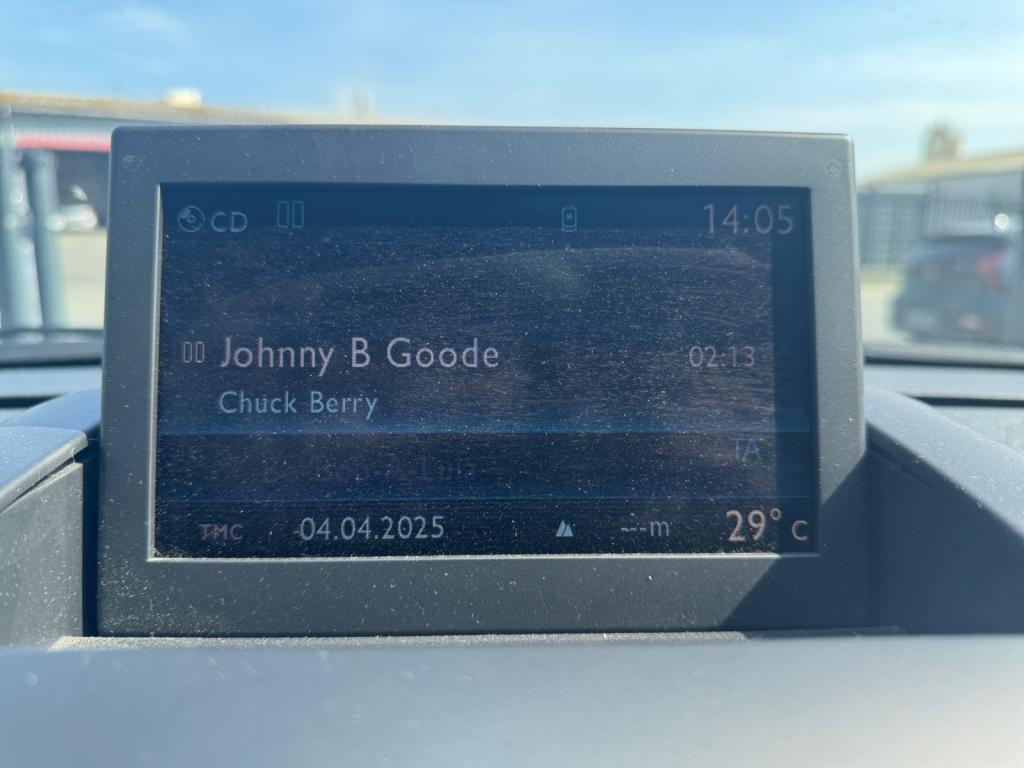 CD 14:05
Johnny B Goode 02:13
Chuck Berry
TA
TMC 04.04.2025 ---m 29° C